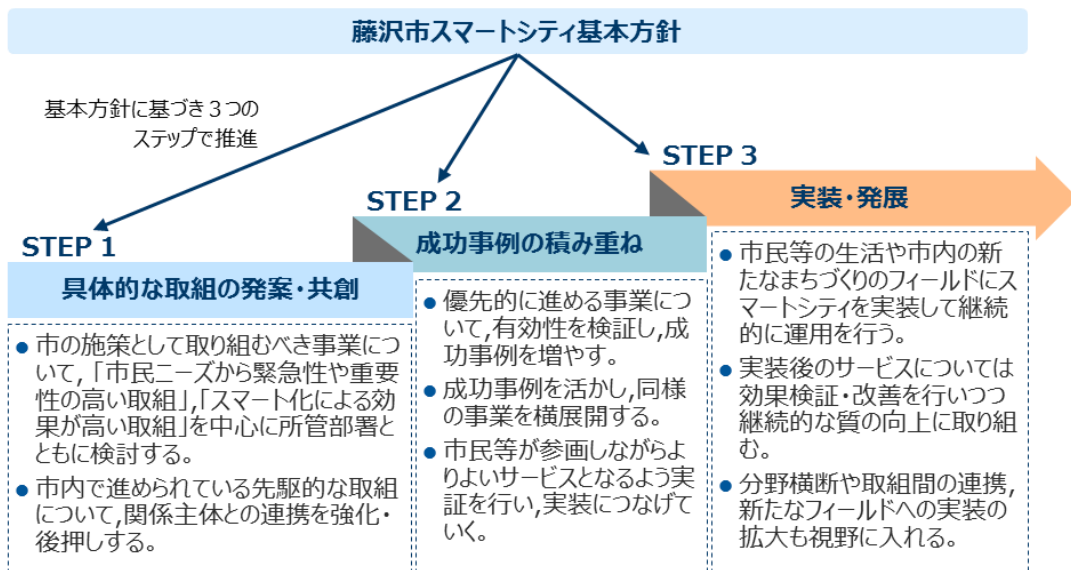 藤沢市スマートシティ基本方針
基本方針に基づき３つの
ステップで推進
STEP 1
具体的な取組の発案・共創
● 市の施策として取り組むべき事業につ
いて,「市民ニーズから緊急性や重要
性の高い取組」,「スマート化による効
果が高い取組」を中心に所管部署と
ともに検討する。
● 市内で進められている先駆的な取組
について,関係主体との連携を強化・
後押しする。
STEP 2
成功事例の積み重ね
● 優先的に進める事業につ
いて,有効性を検証し,成
功事例を増やす。
● 成功事例を活かし,同様
の事業を横展開する。
● 市民等が参画しながらよ
りよいサービスとなるよう実
証を行い,実装につなげて
いく。
STEP 3
実装・発展
● 市民等の生活や市内の新
たなまちづくりのフィールドにス
マートシティを実装して継続
的に運用を行う。
● 実装後のサービスについては
効果検証・改善を行いつつ
継続的な質の向上に取り組
む。
● 分野横断や取組間の連携,
新たなフィールドへの実装の
拡大も視野に入れる。